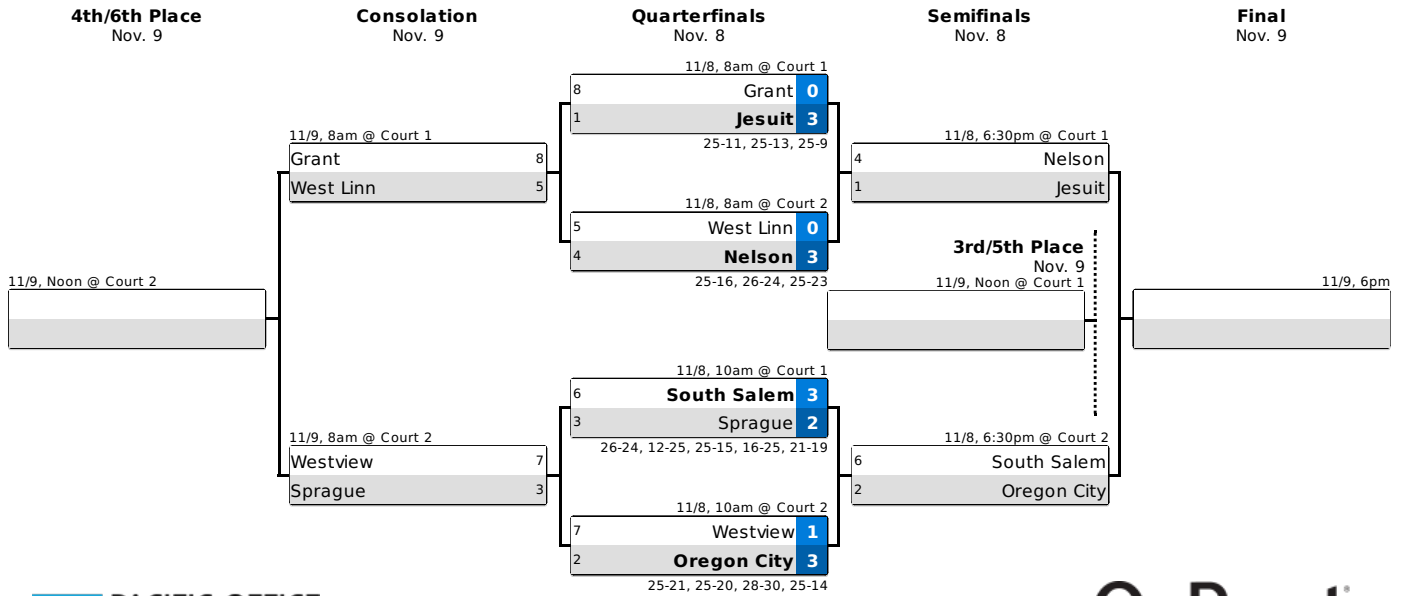 4th/6th Place
Nov. 9
Consolation
Nov. 9
Quarterfinals
Nov. 8
Semifinals
Nov. 8
Final
Nov. 9
11/9, Noon @ Court 2
11/9, 8am @ Court 1
Grant 8
West Linn 5
11/9, 8am @ Court 2
Westview 7
Sprague 3
11/8, 8am @ Court 1
8 Grant 0
1 Jesuit 3
25-11, 25-13, 25-9
11/8, 8am @ Court 2
5 West Linn 0
4 Nelson 3
25-16, 26-24, 25-23
11/8, 10am @ Court 1
6 South Salem 3
3 Sprague 2
26-24, 12-25, 25-15, 16-25, 21-19
11/8, 10am @ Court 2
7 Westview 1
2 Oregon City 3
25-21, 25-20, 28-30, 25-14
11/8, 6:30pm @ Court 1
4 Nelson
1 Jesuit
3rd/5th Place
Nov. 9
11/9, Noon @ Court 1
11/8, 6:30pm @ Court 2
6 South Salem
2 Oregon City
11/9, 6pm
PACIFIC OFFICE